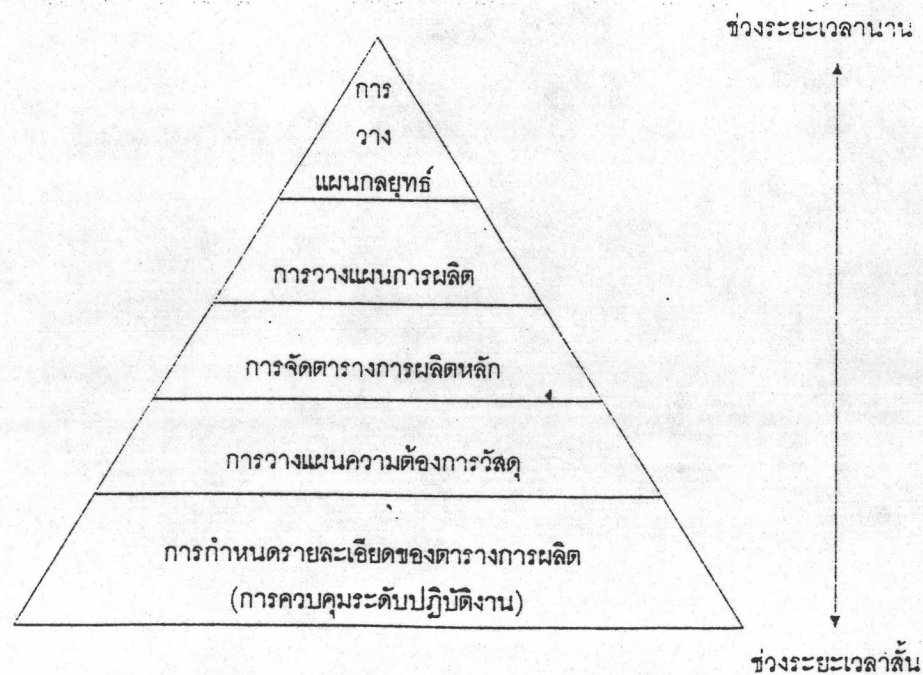 ช่วงระยะเวลานาน
การ
วาง
แผนกลยุทธ์
การวางแผนการผลิต
การจัดตารางการผลิตหลัก
การวางแผนความต้องการวัสดุ
การกำหนดรายละเอียดของตารางการผลิต
(การควบคุมระดับปฏิบัติงาน)
ช่วงระยะเวลาสั้น